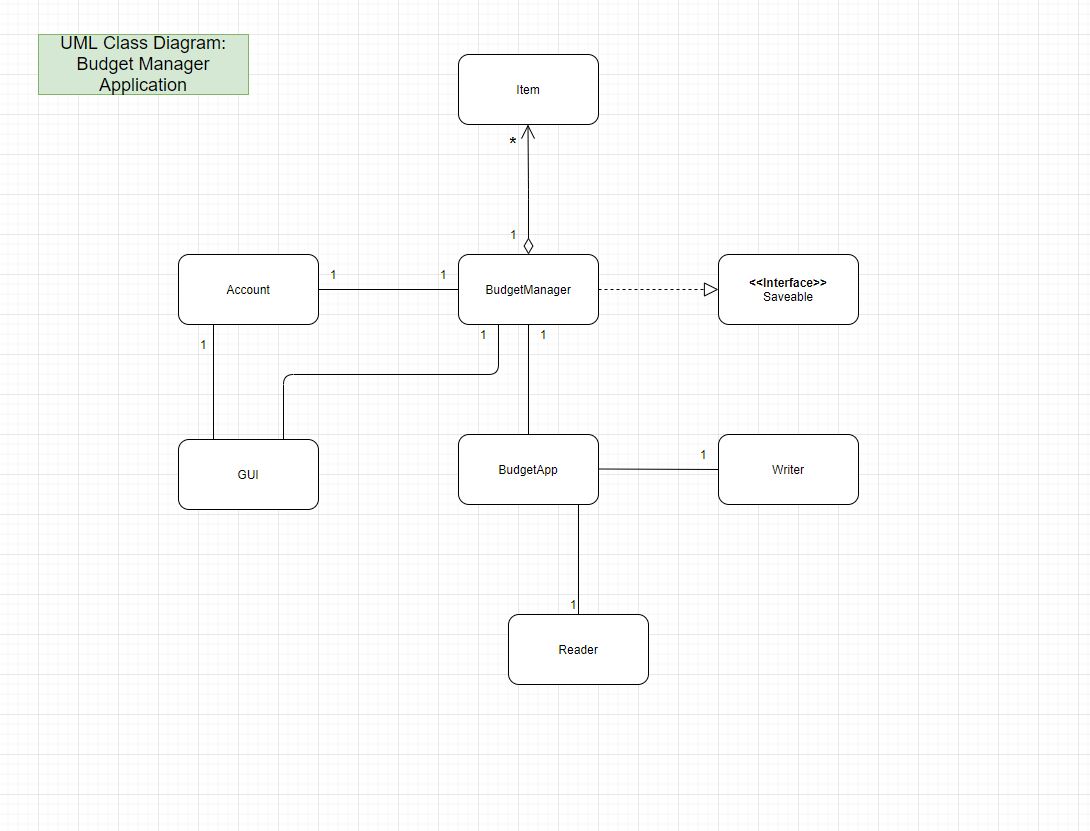 UML Class Diagram:
Budget Manager
Application
Item
*
1
Account
1
1
BudgetManager
<<Interface>>
Saveable
1
1
1
GUI
BudgetApp
1
Writer
1
Reader